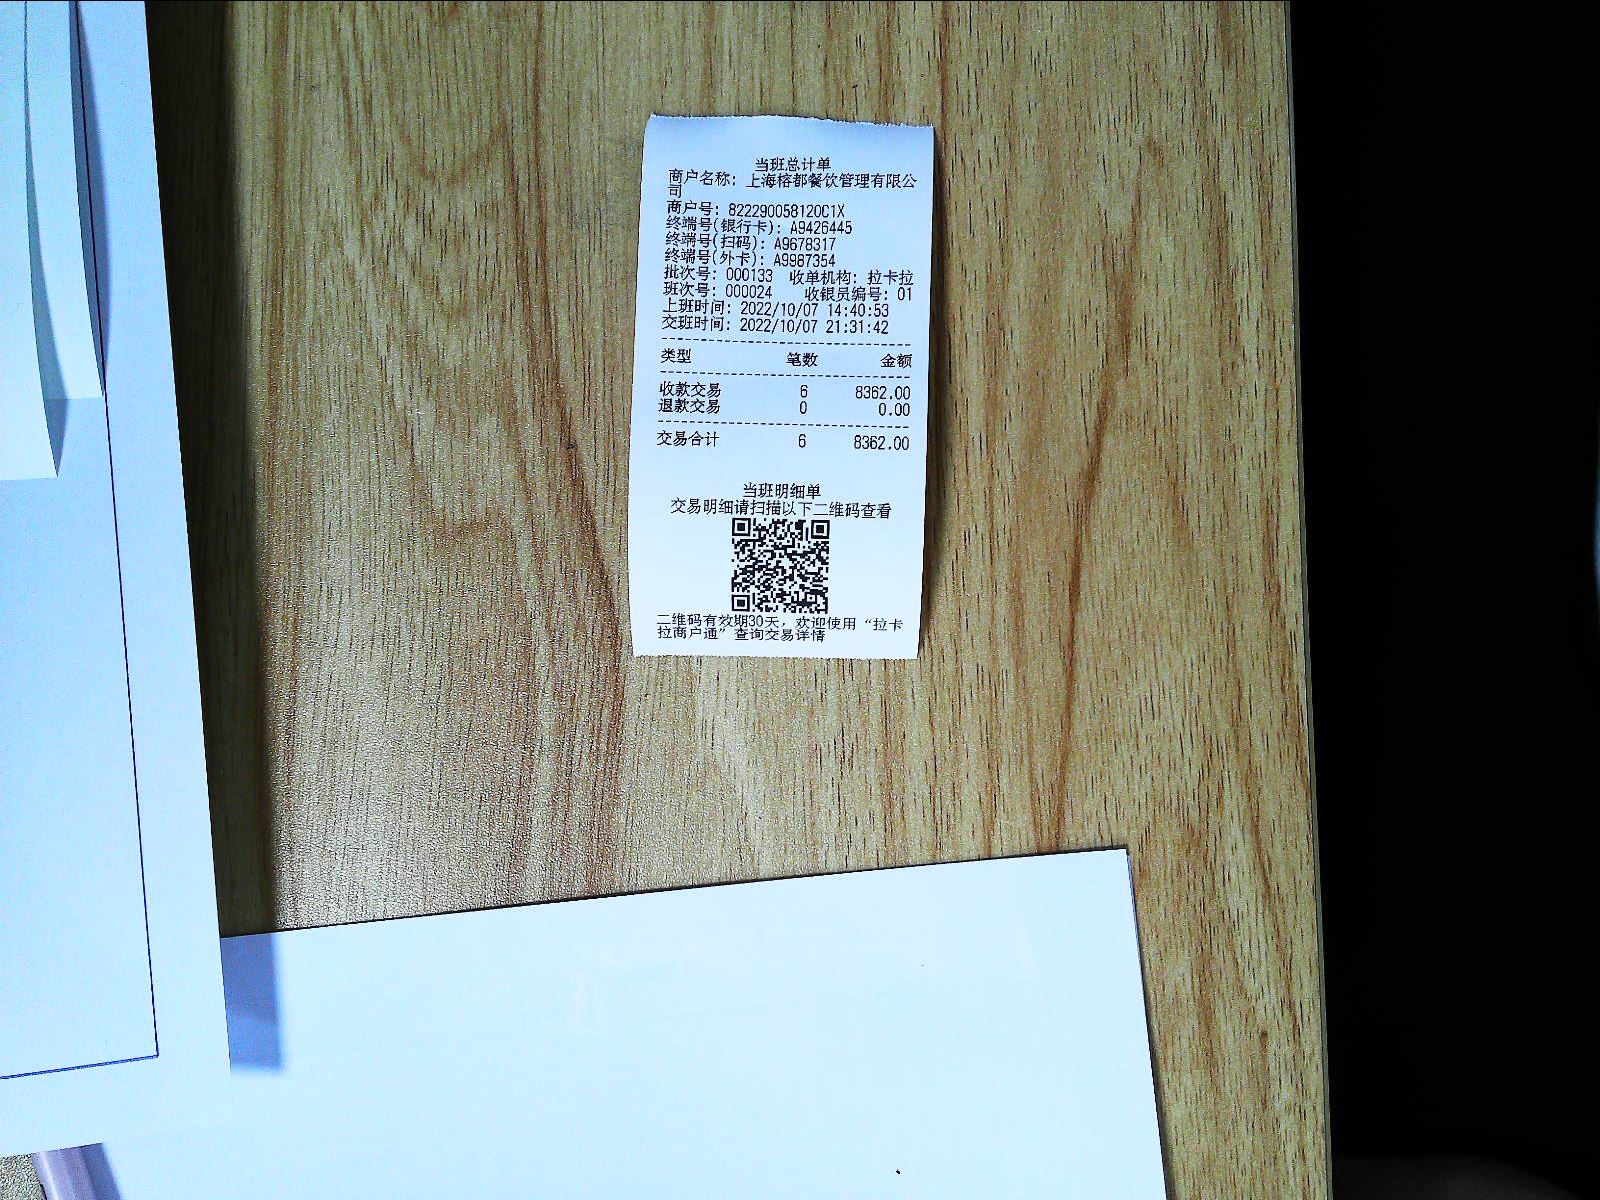 当班总计单
商户名称: 上海榕都餐饮管理有限公
司
商户号: 822290058120C1X
终端号(银行卡): A9426445
终端号(扫码): A9678317
终端号(外卡): A9987354
批次号: 000133 收单机构: 拉卡拉
班次号: 000024 收银员编号: 01
上班时间: 2022/10/07 14:40:53
交班时间: 2022/10/07 21:31:42
类型 笔数 金额
收款交易 6 8362.00
退款交易 0 0.00
交易合计 6 8362.00
当班明细单
交易明细请扫描以下二维码查看
二维码有效期30天, 欢迎使用“拉卡
拉商户通”查询交易详情